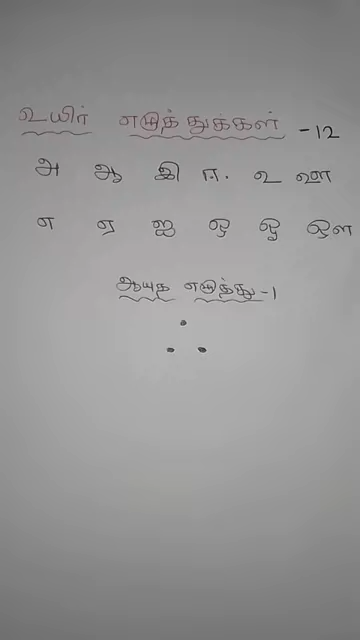 உயிர் எழுத்துக்கள் -12
அ ஆ இ ஈ. உ ஊ
எ ஏ ஐ ஒ ஓ ஔ
ஆயுத எழுத்து -1
ஃ